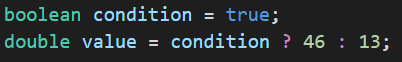 boolean condition = true;
double value = condition ? 46 : 13;